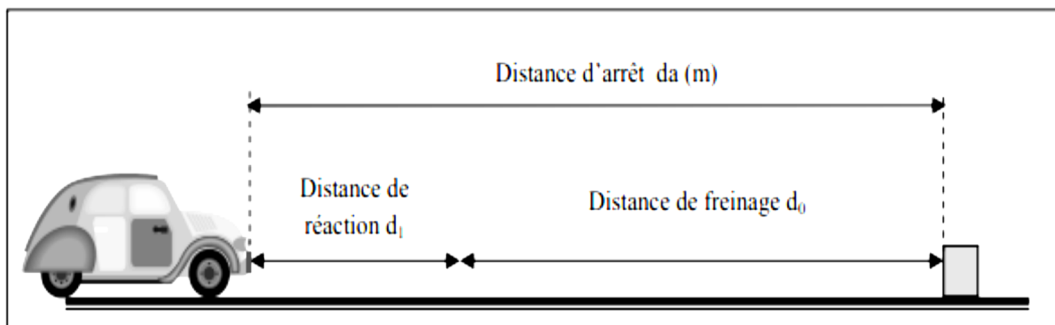 Distance d’arrêt da (m)
Distance de
réaction d₁
Distance de freinage d₀